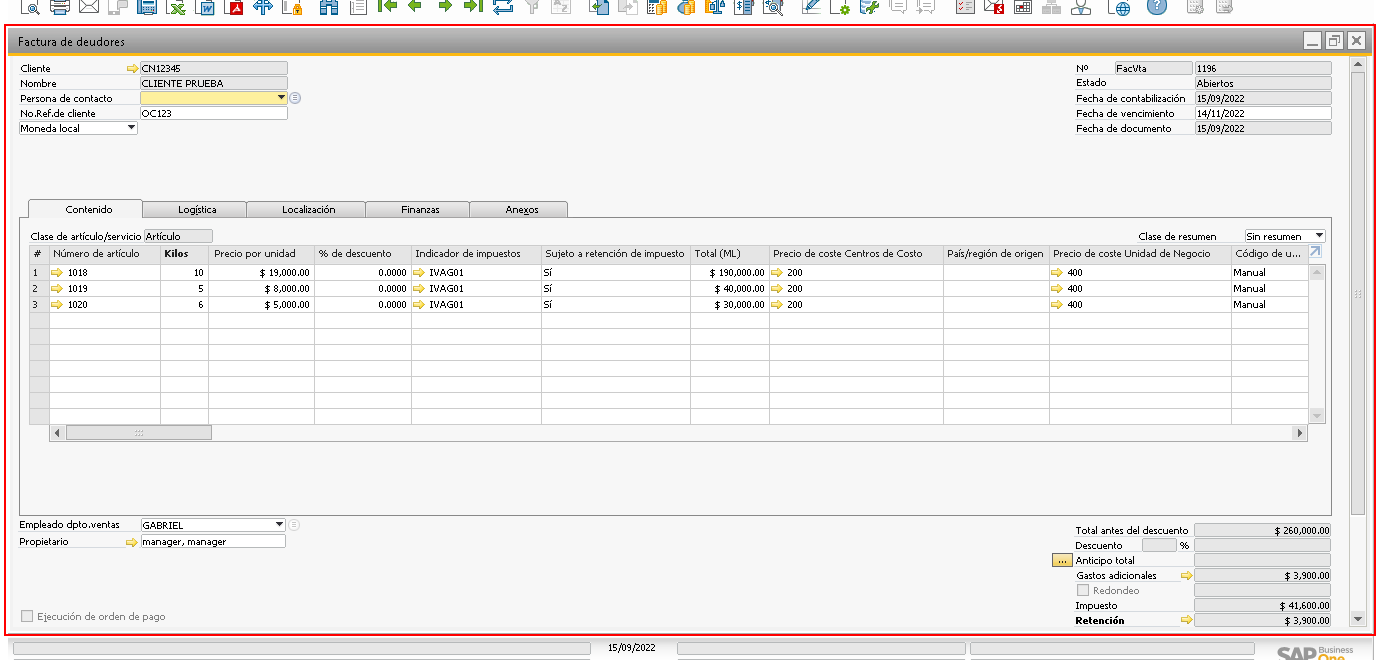 Factura de deudores
Cliente CN12345
Nombre CLIENTE PRUEBA
Persona de contacto
No.Ref.de cliente OC123
Moneda local
Nº FacVta 1196
Estado Abiertos
Fecha de contabilización 15/09/2022
Fecha de vencimiento 14/11/2022
Fecha de documento 15/09/2022
Contenido Logística Localización Finanzas Anexos
Clase de artículo/servicio Artículo Clase de resumen Sin resumen
# Número de artículo Kilos Precio por unidad % de descuento Indicador de impuestos Sujeto a retención de impuesto Total (ML) Precio de coste Centros de Costo País/región de origen Precio de coste Unidad de Negocio Código de u...
1 1018 10 $ 19,000.00 0.0000 IVAG01 Sí $ 190,000.00 200 400 Manual
2 1019 5 $ 8,000.00 0.0000 IVAG01 Sí $ 40,000.00 200 400 Manual
3 1020 6 $ 5,000.00 0.0000 IVAG01 Sí $ 30,000.00 200 400 Manual
Empleado dpto.ventas GABRIEL
Propietario manager, manager
Total antes del descuento $ 260,000.00
Descuento %
... Anticipo total
Gastos adicionales $ 3,900.00
Redondeo
Impuesto $ 41,600.00
Retención $ 3,900.00
Ejecución de orden de pago
15/09/2022
SAP Business One